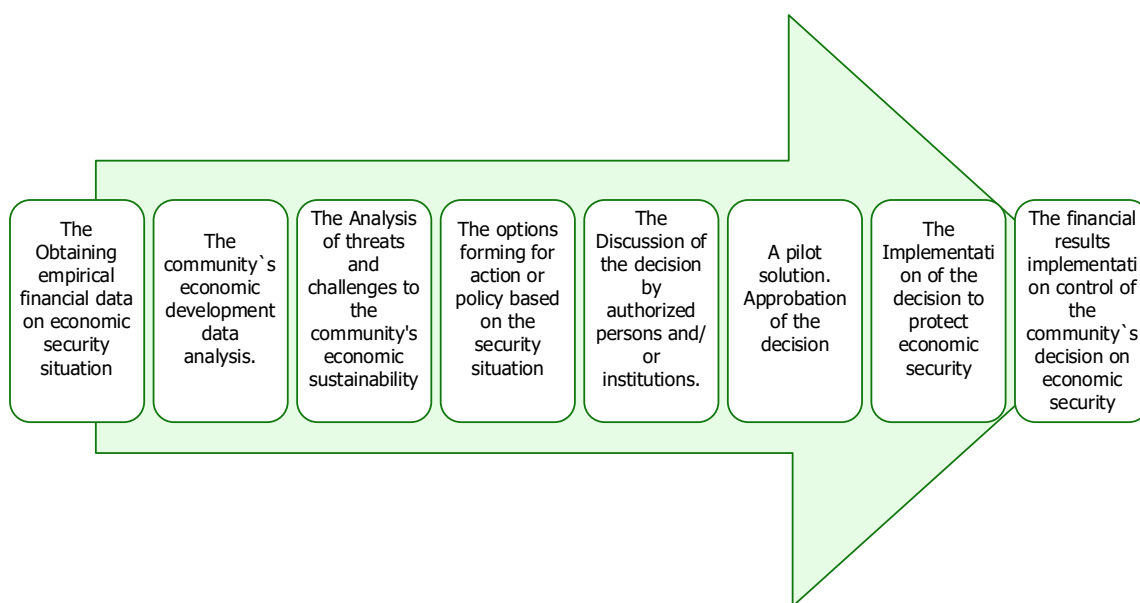 The
Obtaining
empirical
financial data
on economic
security
situation
The
community`s
economic
development
data
analysis.
The Analysis
of threats
and
challenges to
the
community's
economic
sustainability
The options
forming for
action or
policy based
on the
security
situation
The
Discussion of
the decision
by
authorized
persons and/
or
institutions.
A pilot
solution.
Approbation
of the
decision
The
Implementati
on of the
decision to
protect
economic
security
The financial
results
implementati
on control of
the
community`s
decision on
economic
security